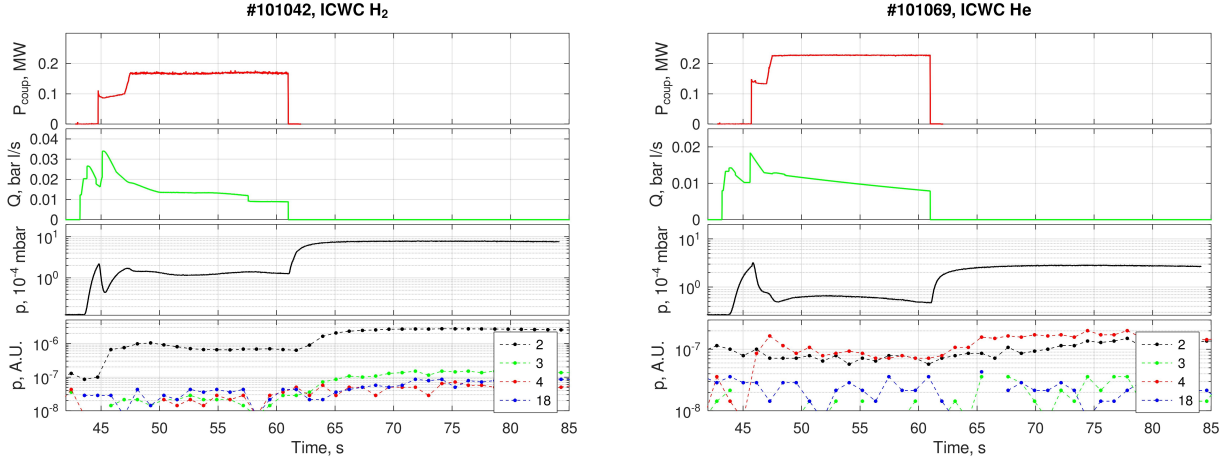 #101042, ICWC H2
P_coup, MW
0.2
0.1
0
Q, bar l/s
0.04
0.03
0.02
0.01
0
p, 10^-4 mbar
10^1
10^0
p, A.U.
10^-6
10^-7
10^-8
2
3
4
18
45 50 55 60 65 70 75 80 85
Time, s
#101069, ICWC He
P_coup, MW
0.2
0.1
0
Q, bar l/s
0.02
0.01
0
p, 10^-4 mbar
10^1
10^0
p, A.U.
10^-7
10^-8
2
3
4
18
45 50 55 60 65 70 75 80 85
Time, s